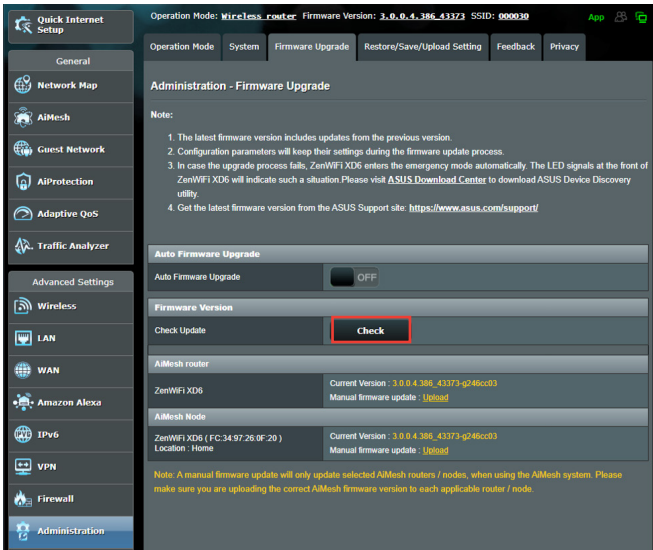 Quick Internet
Setup
Operation Mode: Wireless router Firmware Version: 3.0.0.4.386_43373 SSID: 000030
App
Operation Mode System Firmware Upgrade Restore/Save/Upload Setting Feedback Privacy
General
Network Map
AiMesh
Guest Network
AiProtection
Adaptive QoS
Traffic Analyzer
Advanced Settings
Wireless
LAN
WAN
Amazon Alexa
IPv6
VPN
Firewall
Administration
Administration - Firmware Upgrade
Note:
1. The latest firmware version includes updates from the previous version.
2. Configuration parameters will keep their settings during the firmware update process.
3. In case the upgrade process fails, ZenWiFi XD6 enters the emergency mode automatically. The LED signals at the front of
ZenWiFi XD6 will indicate such a situation.Please visit ASUS Download Center to download ASUS Device Discovery
utility.
4. Get the latest firmware version from the ASUS Support site: https://www.asus.com/support/
Auto Firmware Upgrade
Auto Firmware Upgrade OFF
Firmware Version
Check Update Check
AiMesh router
ZenWiFi XD6
Current Version : 3.0.0.4.386_43373-g246cc03
Manual firmware update : Upload
AiMesh Node
ZenWiFi XD6 ( FC:34:97:26:0F:20 )
Location : Home
Current Version : 3.0.0.4.386_43373-g246cc03
Manual firmware update : Upload
Note: A manual firmware update will only update selected AiMesh routers / nodes, when using the AiMesh system. Please
make sure you are uploading the correct AiMesh firmware version to each applicable router / node.